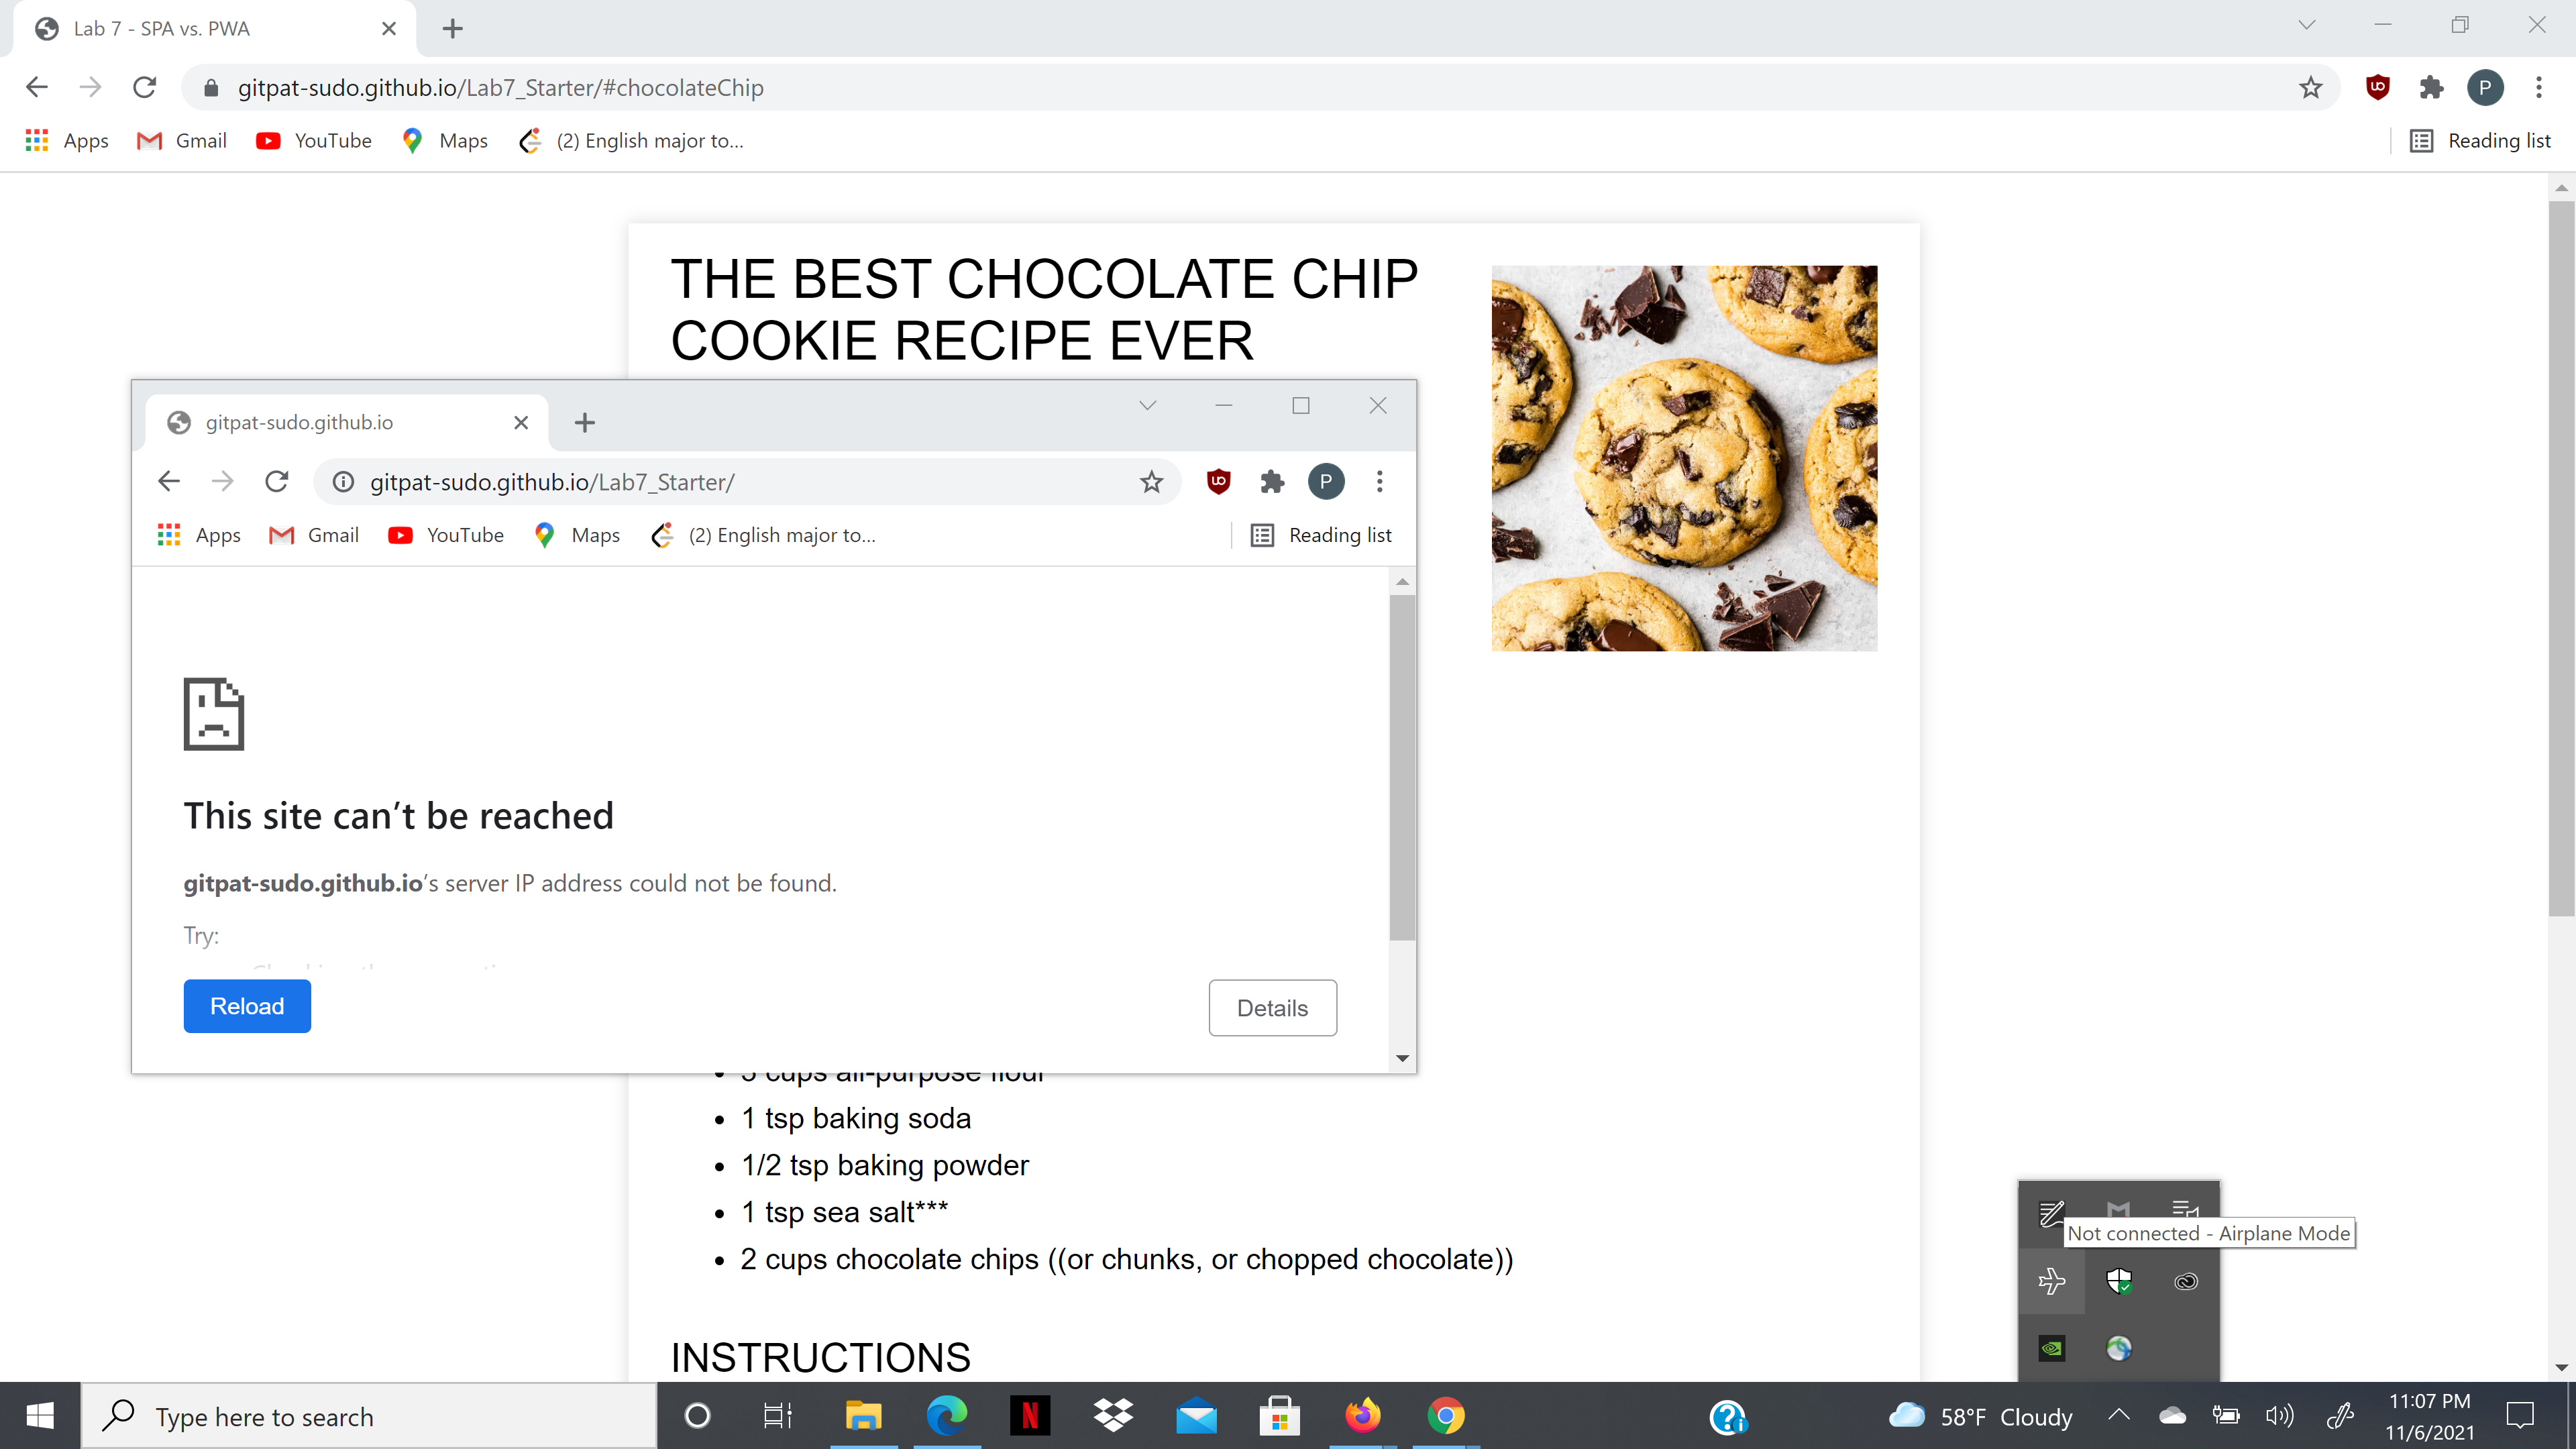 Lab 7 - SPA vs. PWA
gitpat-sudo.github.io/Lab7_Starter/#chocolateChip
P
Apps Gmail YouTube Maps (2) English major to... Reading list
THE BEST CHOCOLATE CHIP
COOKIE RECIPE EVER
gitpat-sudo.github.io
gitpat-sudo.github.io/Lab7_Starter/
P
Apps Gmail YouTube Maps (2) English major to... Reading list
This site can’t be reached
gitpat-sudo.github.io’s server IP address could not be found.
Try:
Reload
Details
cups all-purpose flour
1 tsp baking soda
1/2 tsp baking powder
1 tsp sea salt***
2 cups chocolate chips ((or chunks, or chopped chocolate))
INSTRUCTIONS
Not connected - Airplane Mode
Type here to search
N
58°F Cloudy
11:07 PM
11/6/2021